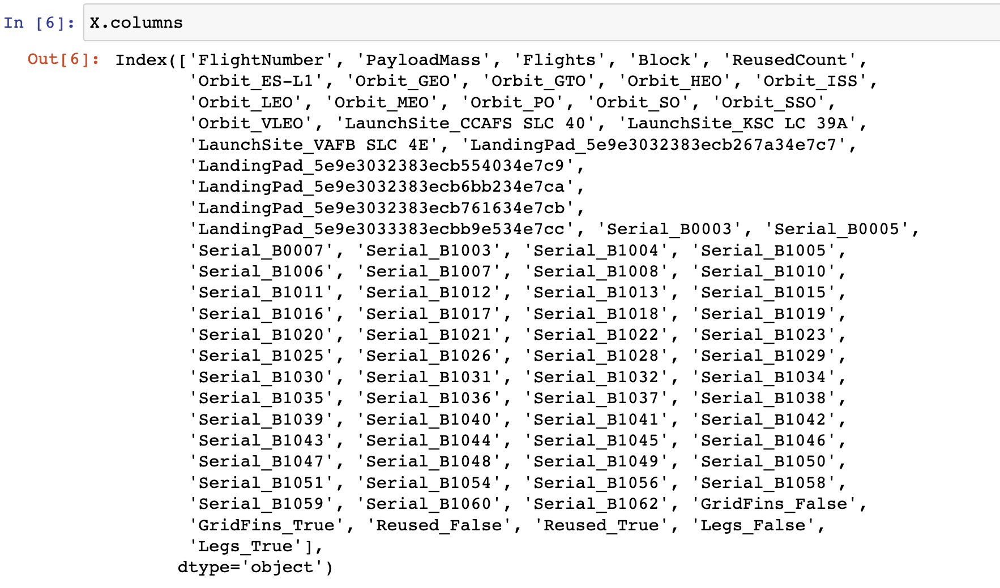 In [6]: X.columns
Out[6]: Index(['FlightNumber', 'PayloadMass', 'Flights', 'Block', 'ReusedCount',
'Orbit_ES-L1', 'Orbit_GEO', 'Orbit_GTO', 'Orbit_HEO', 'Orbit_ISS',
'Orbit_LEO', 'Orbit_MEO', 'Orbit_PO', 'Orbit_SO', 'Orbit_SSO',
'Orbit_VLEO', 'LaunchSite_CCAFS SLC 40', 'LaunchSite_KSC LC 39A',
'LaunchSite_VAFB SLC 4E', 'LandingPad_5e9e3032383ecb267a34e7c7',
'LandingPad_5e9e3032383ecb554034e7c9',
'LandingPad_5e9e3032383ecb6bb234e7ca',
'LandingPad_5e9e3032383ecb761634e7cb',
'LandingPad_5e9e3033383ecbb9e534e7cc', 'Serial_B0003', 'Serial_B0005',
'Serial_B0007', 'Serial_B1003', 'Serial_B1004', 'Serial_B1005',
'Serial_B1006', 'Serial_B1007', 'Serial_B1008', 'Serial_B1010',
'Serial_B1011', 'Serial_B1012', 'Serial_B1013', 'Serial_B1015',
'Serial_B1016', 'Serial_B1017', 'Serial_B1018', 'Serial_B1019',
'Serial_B1020', 'Serial_B1021', 'Serial_B1022', 'Serial_B1023',
'Serial_B1025', 'Serial_B1026', 'Serial_B1028', 'Serial_B1029',
'Serial_B1030', 'Serial_B1031', 'Serial_B1032', 'Serial_B1034',
'Serial_B1035', 'Serial_B1036', 'Serial_B1037', 'Serial_B1038',
'Serial_B1039', 'Serial_B1040', 'Serial_B1041', 'Serial_B1042',
'Serial_B1043', 'Serial_B1044', 'Serial_B1045', 'Serial_B1046',
'Serial_B1047', 'Serial_B1048', 'Serial_B1049', 'Serial_B1050',
'Serial_B1051', 'Serial_B1054', 'Serial_B1056', 'Serial_B1058',
'Serial_B1059', 'Serial_B1060', 'Serial_B1062', 'GridFins_False',
'GridFins_True', 'Reused_False', 'Reused_True', 'Legs_False',
'Legs_True'],
dtype='object')